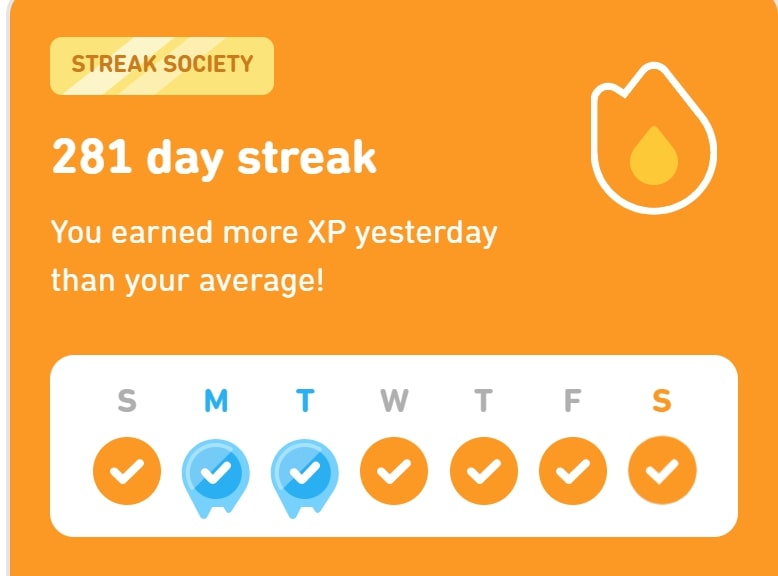 STREAK SOCIETY
281 day streak
You earned more XP yesterday
than your average!
S M T W T F S